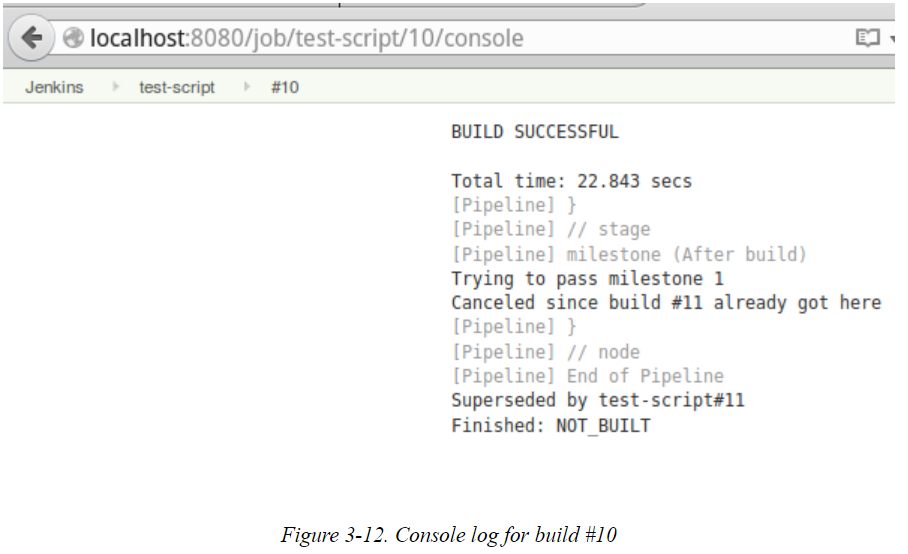 localhost:8080/job/test-script/10/console
Jenkins test-script #10
BUILD SUCCESSFUL
Total time: 22.843 secs
[Pipeline] }
[Pipeline] // stage
[Pipeline] milestone (After build)
Trying to pass milestone 1
Canceled since build #11 already got here
[Pipeline] }
[Pipeline] // node
[Pipeline] End of Pipeline
Superseded by test-script#11
Finished: NOT_BUILT
Figure 3-12. Console log for build #10